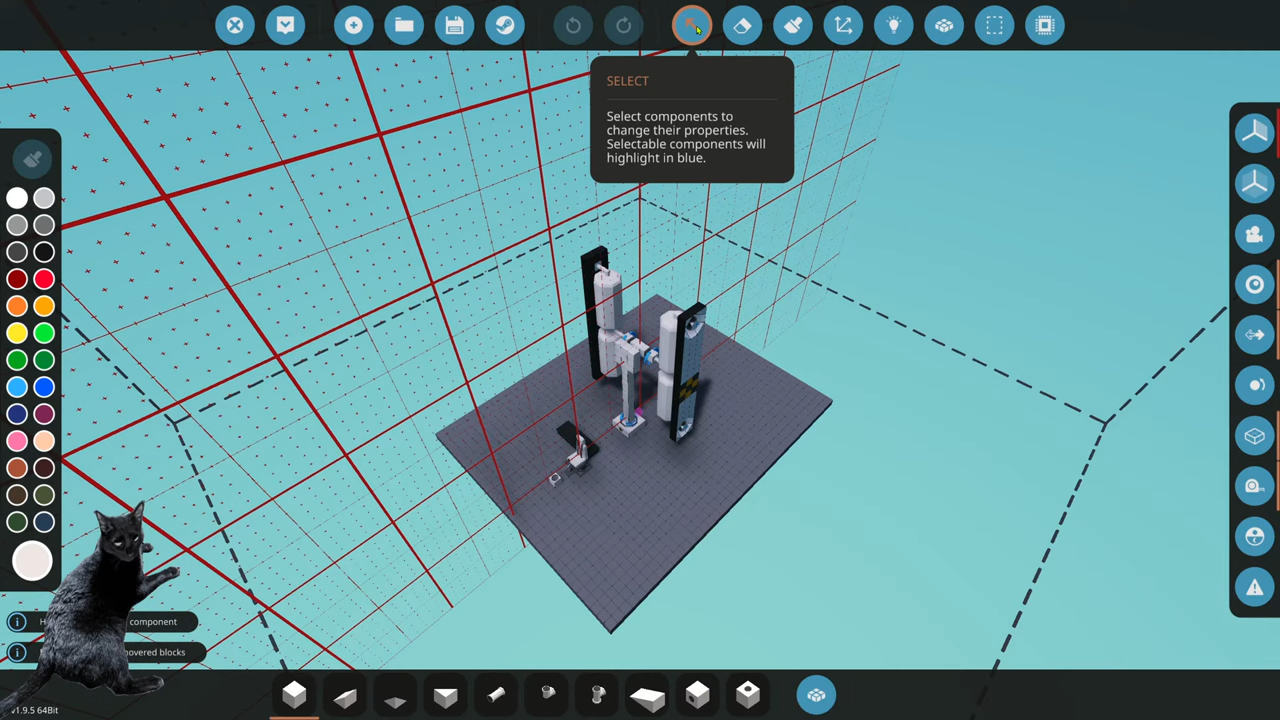 SELECT
Select components to
change their properties.
Selectable components will
highlight in blue.
component
overed blocks
v1.9.5 64Bit